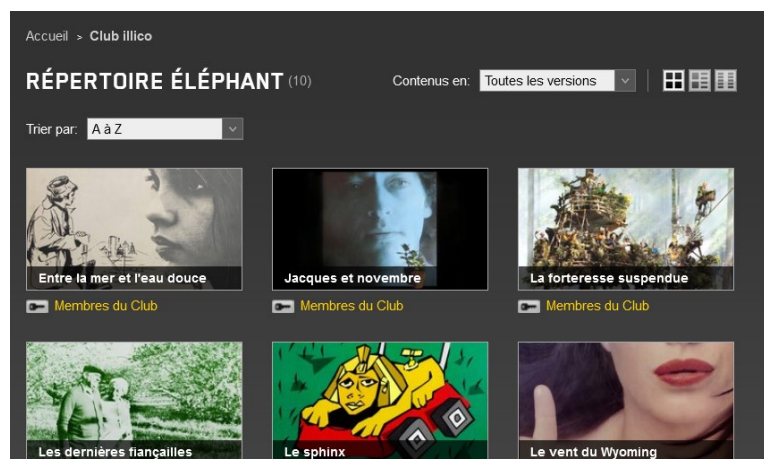 Accueil > Club illico
RÉPERTOIRE ÉLÉPHANT (10)
Contenus en: Toutes les versions
Trier par: A à Z
Entre la mer et l'eau douce
Jacques et novembre
La forteresse suspendue
Membres du Club
Membres du Club
Membres du Club
Les dernières fiançailles
Le sphinx
Le vent du Wyoming